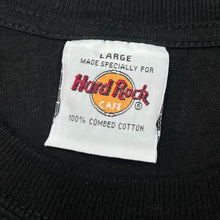 LARGE
MADE SPECIALLY FOR
Hard Rock
CAFE
®
100% COMBED COTTON